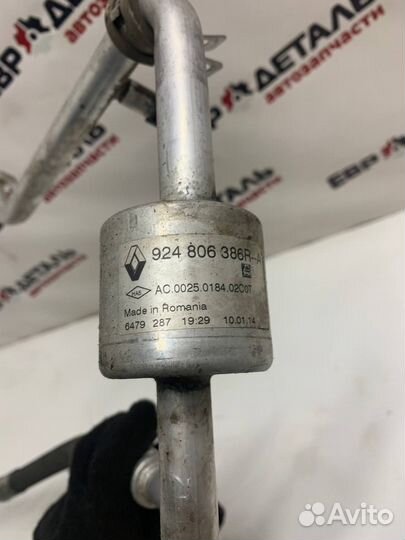 ЕВРОДЕТАЛЬ
автозапчасти
924 806 386R-A
HAS
AC.0025.0184.02C07
Made in Romania
6479 287 19:29 10.01.14
Avito